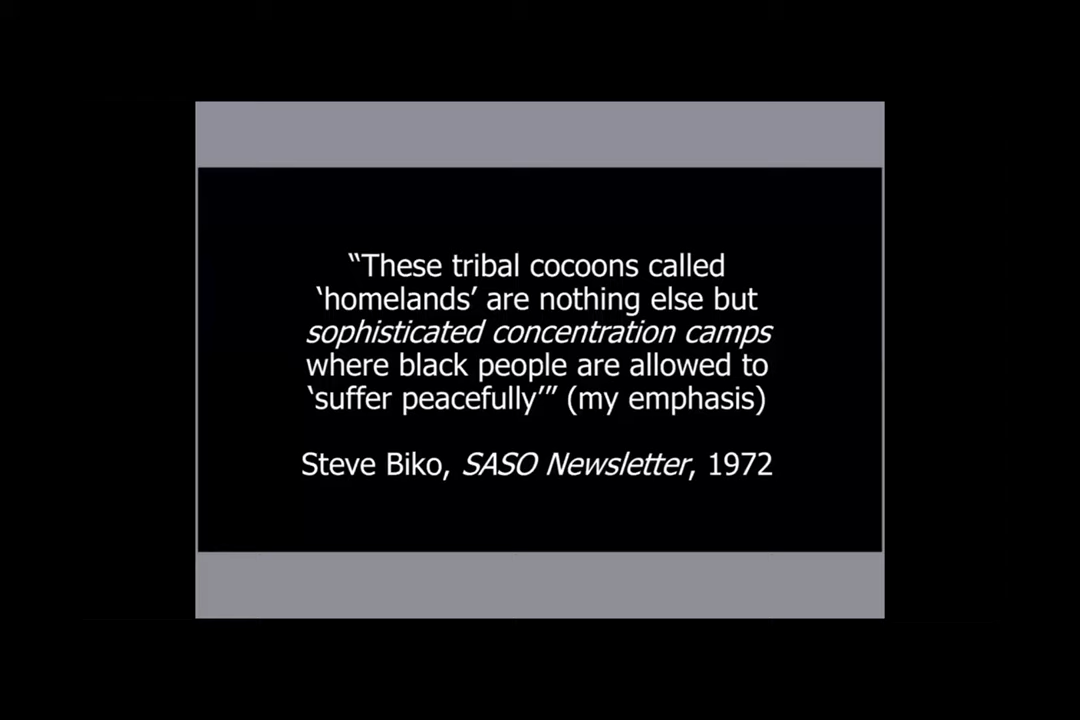 “These tribal cocoons called
‘homelands’ are nothing else but
sophisticated concentration camps
where black people are allowed to
‘suffer peacefully’” (my emphasis)
Steve Biko, SASO Newsletter, 1972